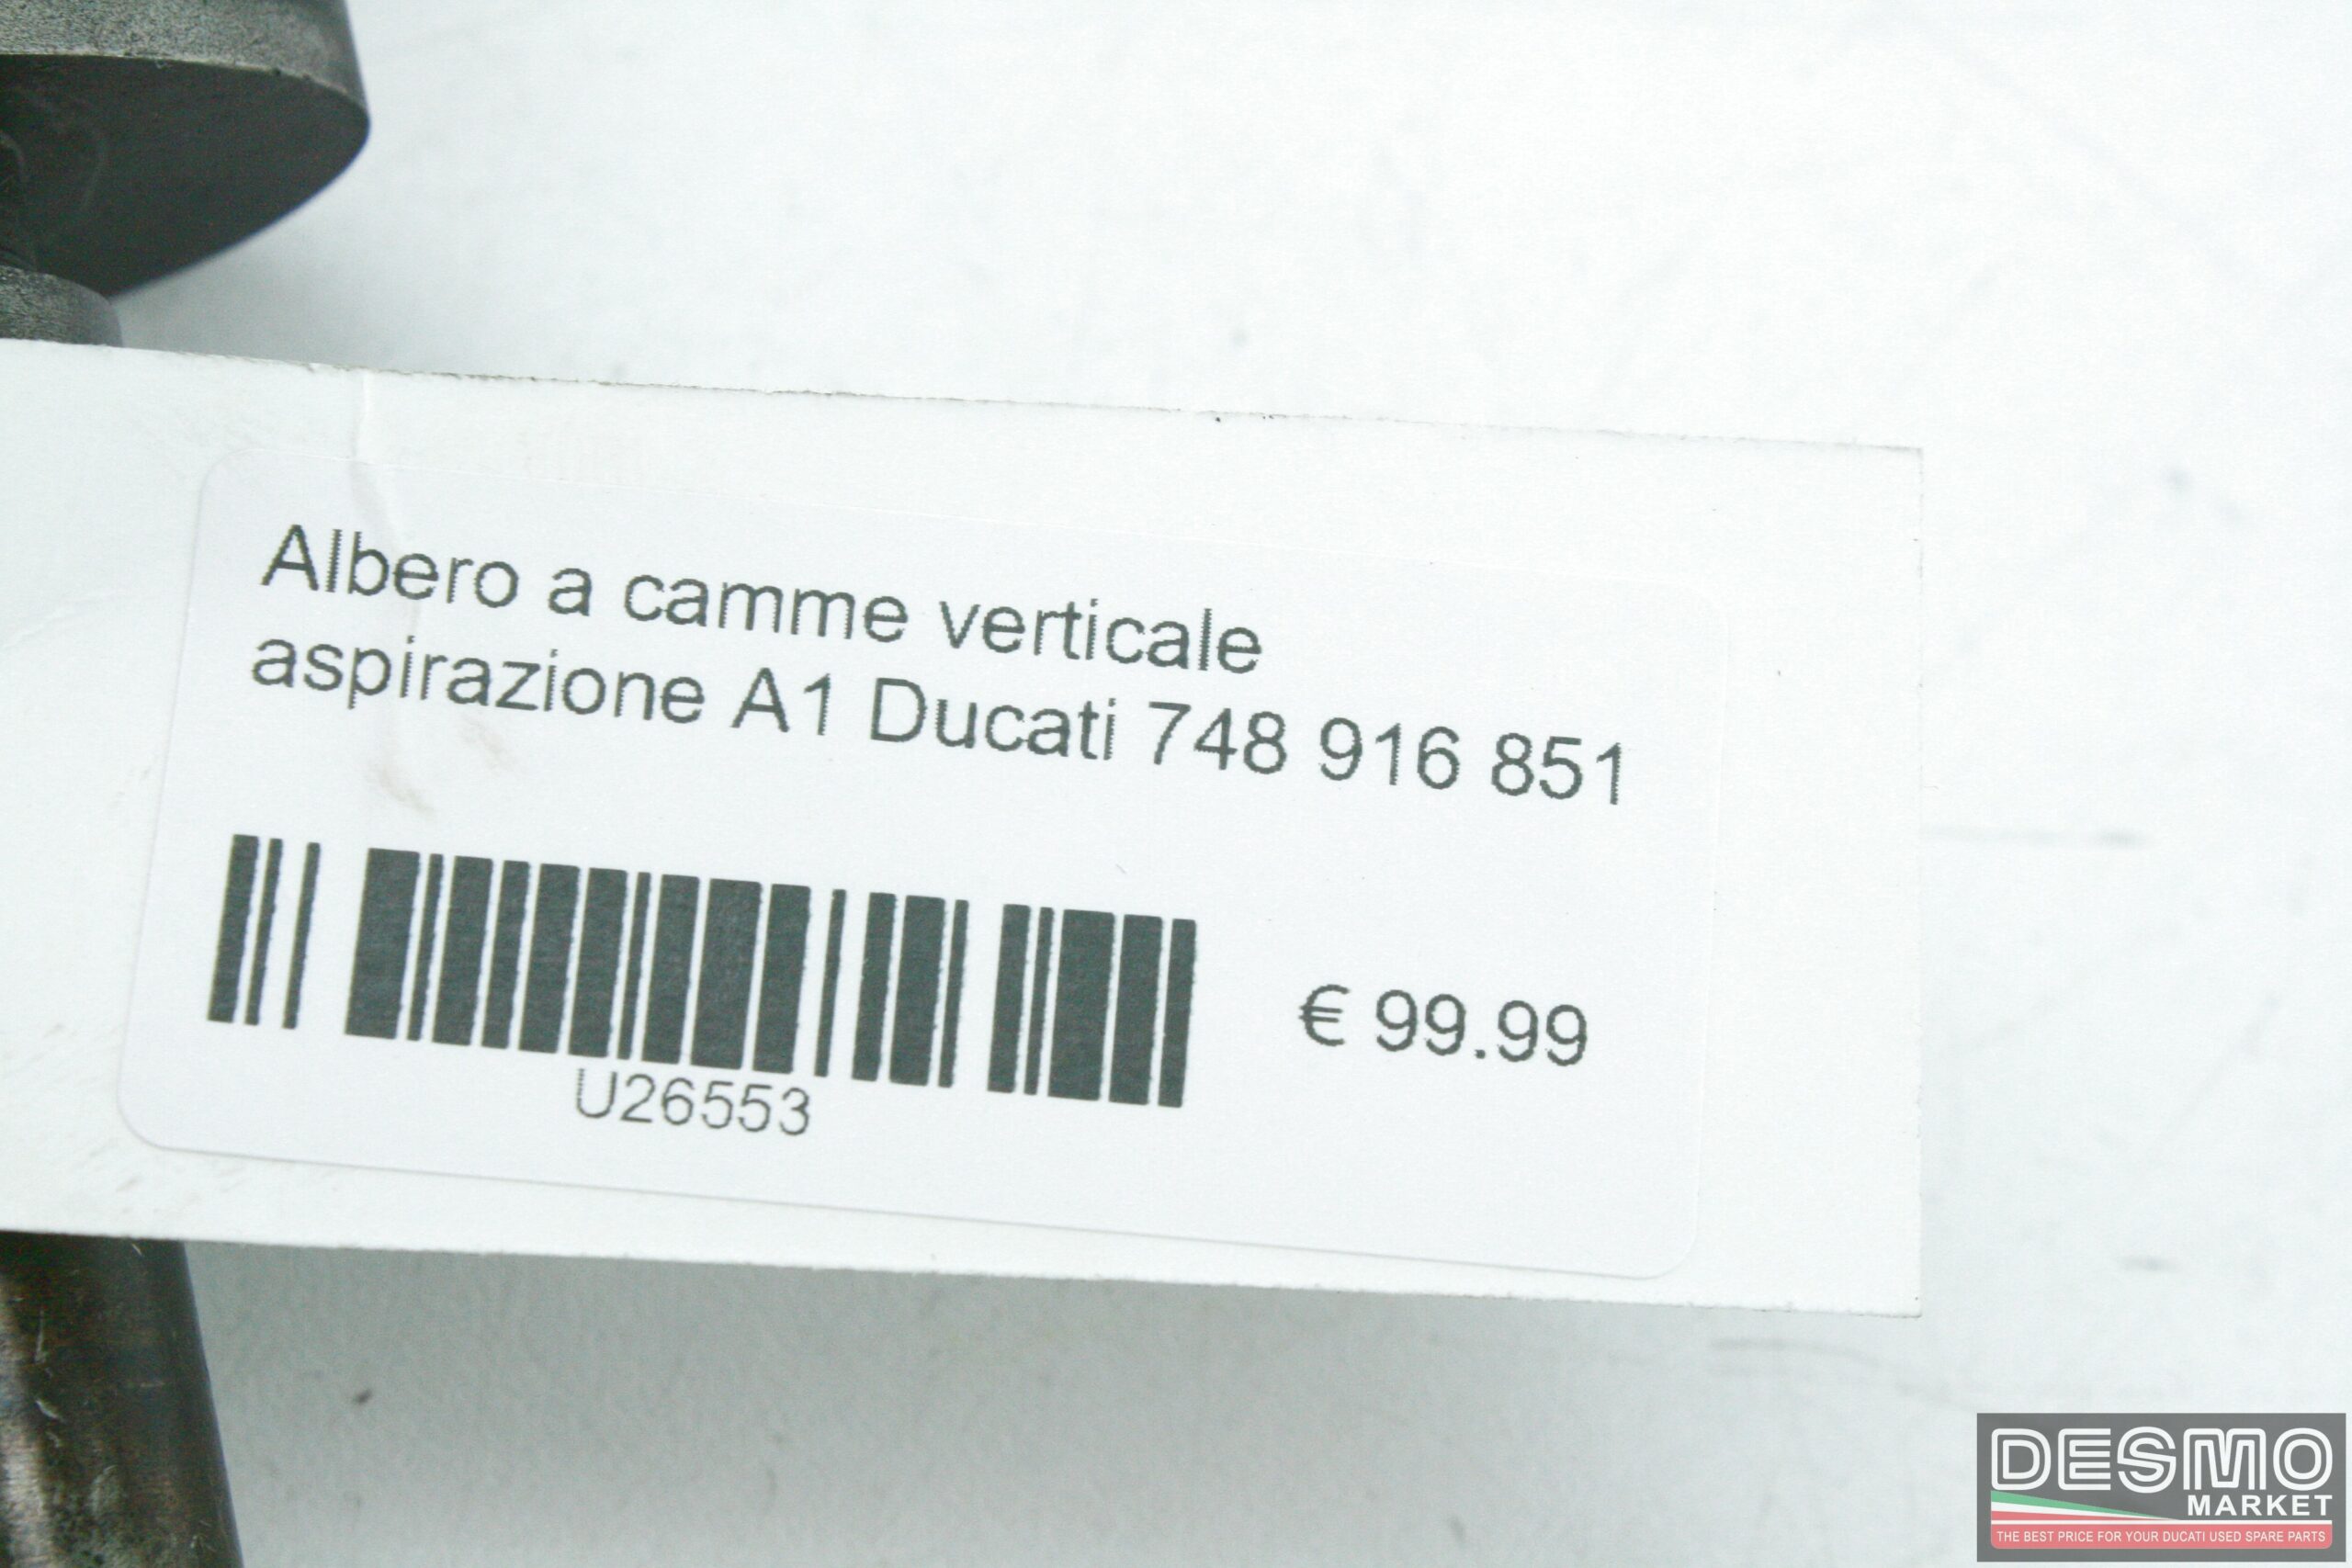 Albero a camme verticale
aspirazione A1 Ducati 748 916 851
€ 99.99
U26553
DESMO
MARKET
THE BEST PRICE FOR YOUR DUCATI USED SPARE PARTS